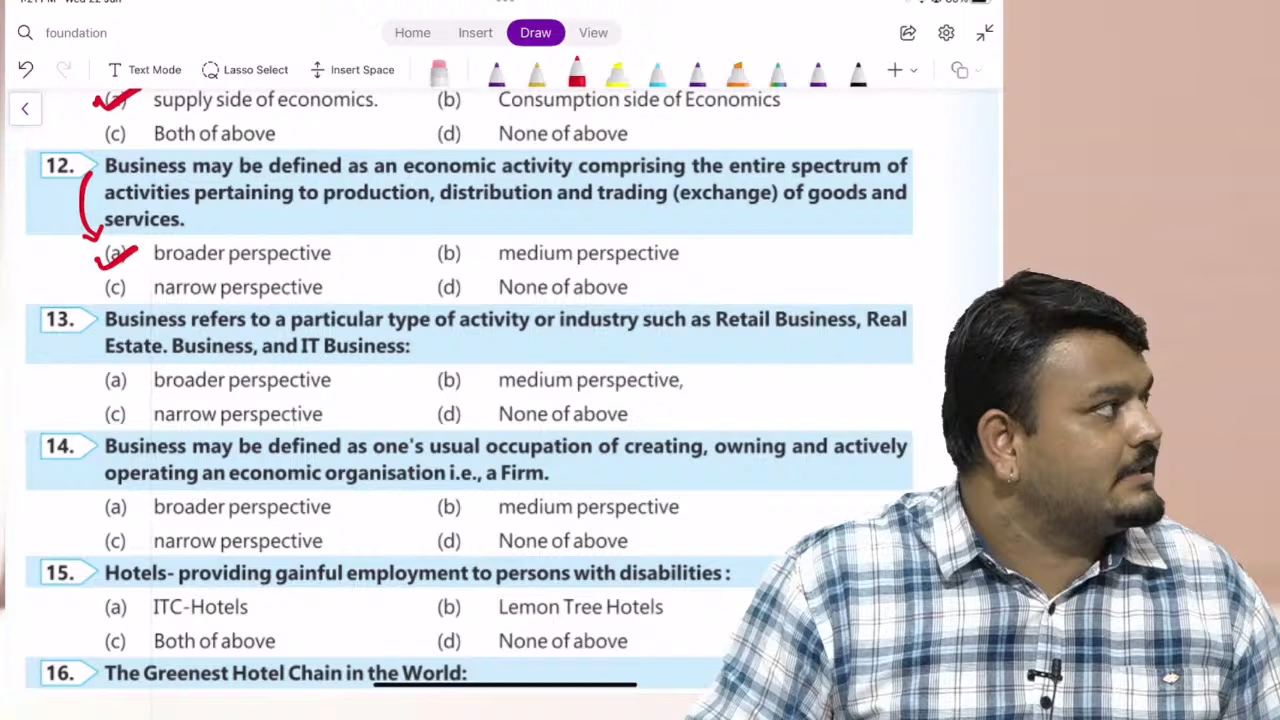 foundation
Home Insert Draw View
Text Mode Lasso Select Insert Space
(a) supply side of economics. (b) Consumption side of Economics
(c) Both of above (d) None of above
12. Business may be defined as an economic activity comprising the entire spectrum of
activities pertaining to production, distribution and trading (exchange) of goods and
services.
(a) broader perspective (b) medium perspective
(c) narrow perspective (d) None of above
13. Business refers to a particular type of activity or industry such as Retail Business, Real
Estate. Business, and IT Business:
(a) broader perspective (b) medium perspective,
(c) narrow perspective (d) None of above
14. Business may be defined as one's usual occupation of creating, owning and actively
operating an economic organisation i.e., a Firm.
(a) broader perspective (b) medium perspective
(c) narrow perspective (d) None of above
15. Hotels- providing gainful employment to persons with disabilities :
(a) ITC-Hotels (b) Lemon Tree Hotels
(c) Both of above (d) None of above
16. The Greenest Hotel Chain in the World: